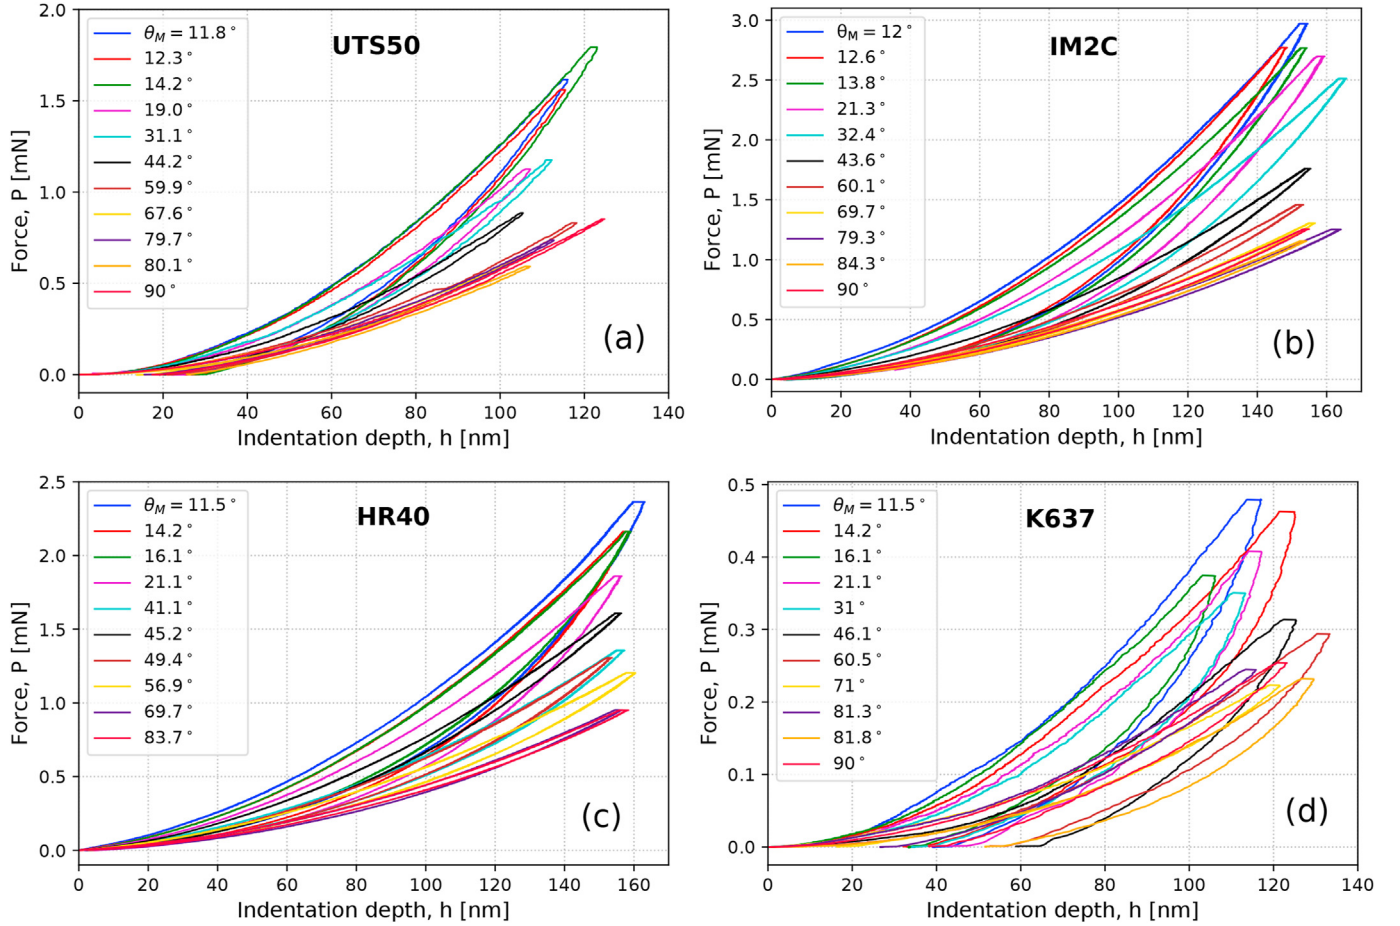 UTS50
Force, P [mN]
2.0
1.5
1.0
0.5
0.0
θ_M = 11.8°
12.3°
14.2°
19.0°
31.1°
44.2°
59.9°
67.6°
79.7°
80.1°
90°
(a)
0 20 40 60 80 100 120 140
Indentation depth, h [nm]
IM2C
Force, P [mN]
3.0
2.5
2.0
1.5
1.0
0.5
0.0
θ_M = 12°
12.6°
13.8°
21.3°
32.4°
43.6°
60.1°
69.7°
79.3°
84.3°
90°
(b)
0 20 40 60 80 100 120 140 160
Indentation depth, h [nm]
HR40
Force, P [mN]
2.5
2.0
1.5
1.0
0.5
0.0
θ_M = 11.5°
14.2°
16.1°
21.1°
41.1°
45.2°
49.4°
56.9°
69.7°
83.7°
(c)
0 20 40 60 80 100 120 140 160
Indentation depth, h [nm]
K637
Force, P [mN]
0.5
0.4
0.3
0.2
0.1
0.0
θ_M = 11.5°
14.2°
16.1°
21.1°
31°
46.1°
60.5°
71°
81.3°
81.8°
90°
(d)
0 20 40 60 80 100 120 140
Indentation depth, h [nm]